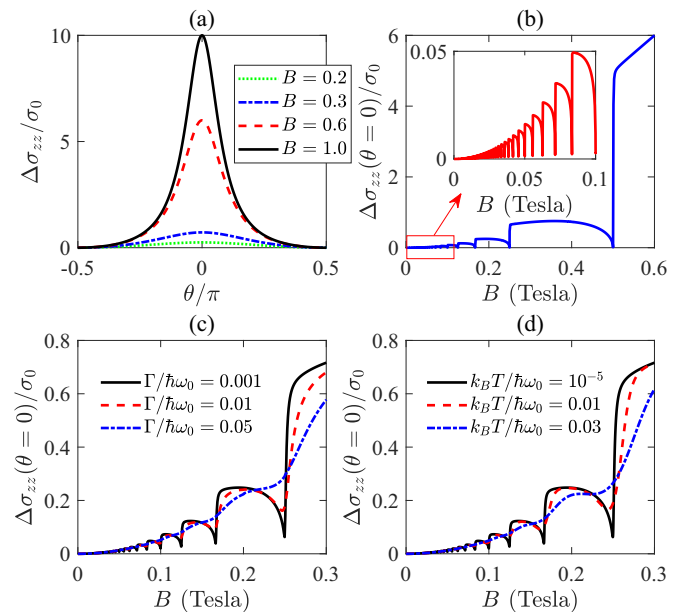 (a)
Δσ_zz/σ_0
10
5
0
-0.5
0
0.5
θ/π
B = 0.2
B = 0.3
B = 0.6
B = 1.0
(b)
Δσ_zz(θ = 0)/σ_0
6
4
2
0
0
0.2
0.4
0.6
B (Tesla)
0.05
0
0
0.05
0.1
B (Tesla)
(c)
Δσ_zz(θ = 0)/σ_0
0.8
0.6
0.4
0.2
0
0
0.1
0.2
0.3
B (Tesla)
Γ/ħω_0 = 0.001
Γ/ħω_0 = 0.01
Γ/ħω_0 = 0.05
(d)
Δσ_zz(θ = 0)/σ_0
0.8
0.6
0.4
0.2
0
0
0.1
0.2
0.3
B (Tesla)
k_BT/ħω_0 = 10^{-5}
k_BT/ħω_0 = 0.01
k_BT/ħω_0 = 0.03